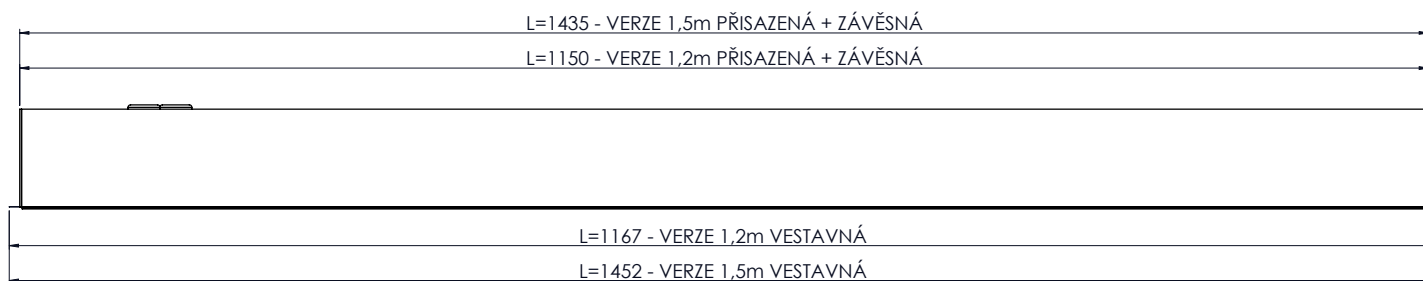 L=1435 - VERZE 1,5m PŘISAZENÁ + ZÁVĚSNÁ
L=1150 - VERZE 1,2m PŘISAZENÁ + ZÁVĚSNÁ
L=1167 - VERZE 1,2m VESTAVNÁ
L=1452 - VERZE 1,5m VESTAVNÁ